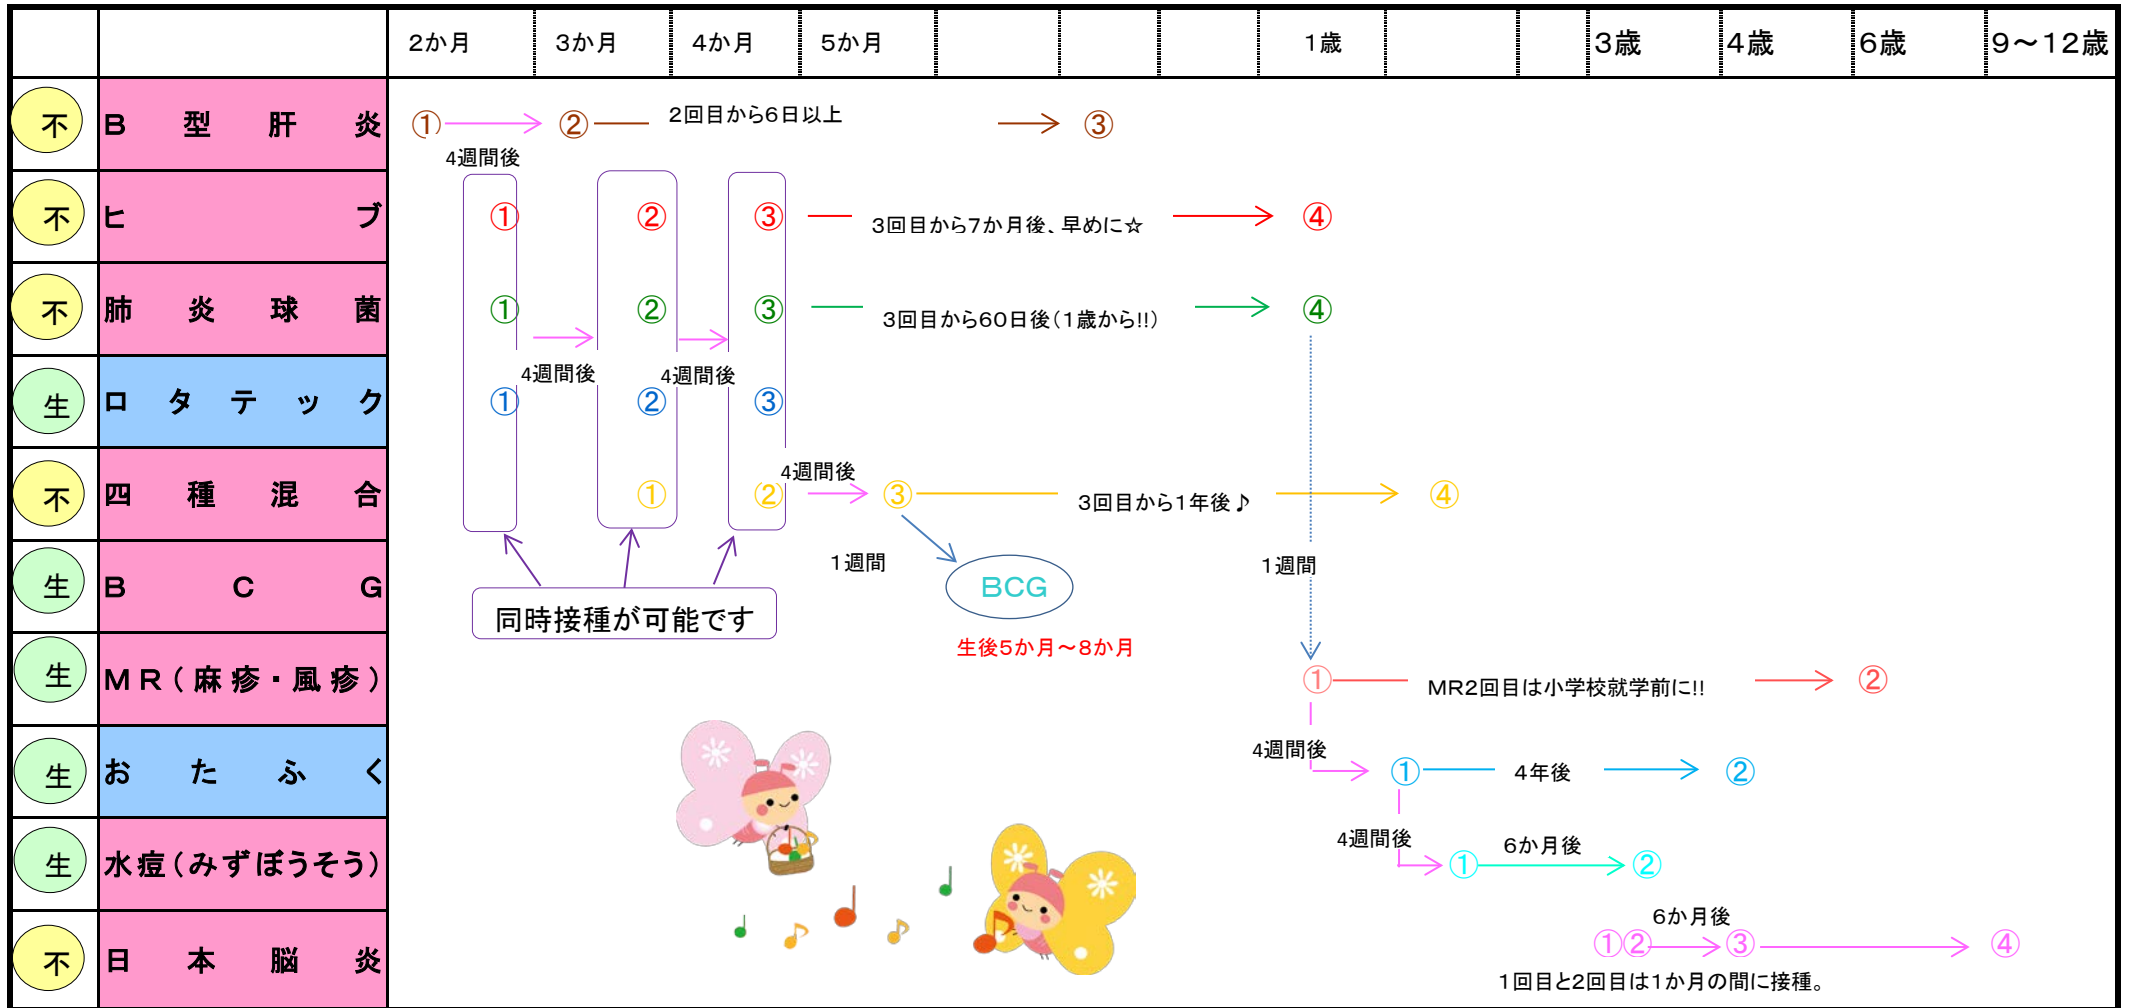 2か月 3か月 4か月 5か月 1歳 3歳 4歳 6歳 9～12歳
不 B型肝炎 ① ② 2回目から6日以上 ③
4週間後
不 ヒブ ① ② ③ 3回目から7か月後、早めに☆ ④
不 肺炎球菌 ① ② ③ 3回目から60日後（1歳から!!） ④
4週間後 4週間後
生 ロタテック ① ② ③
4週間後
不 四種混合 ① ② ③ 3回目から1年後♪ ④
1週間 1週間
生 BCG BCG
同時接種が可能です
生後5か月～8か月
生 MR（麻疹・風疹） ① MR2回目は小学校就学前に!! ②
4週間後
生 おたふく ① 4年後 ②
4週間後 6か月後
生 水痘（みずぼうそう） ① ②
6か月後
不 日本脳炎 ①② ③ ④
1回目と2回目は1か月の間に接種。